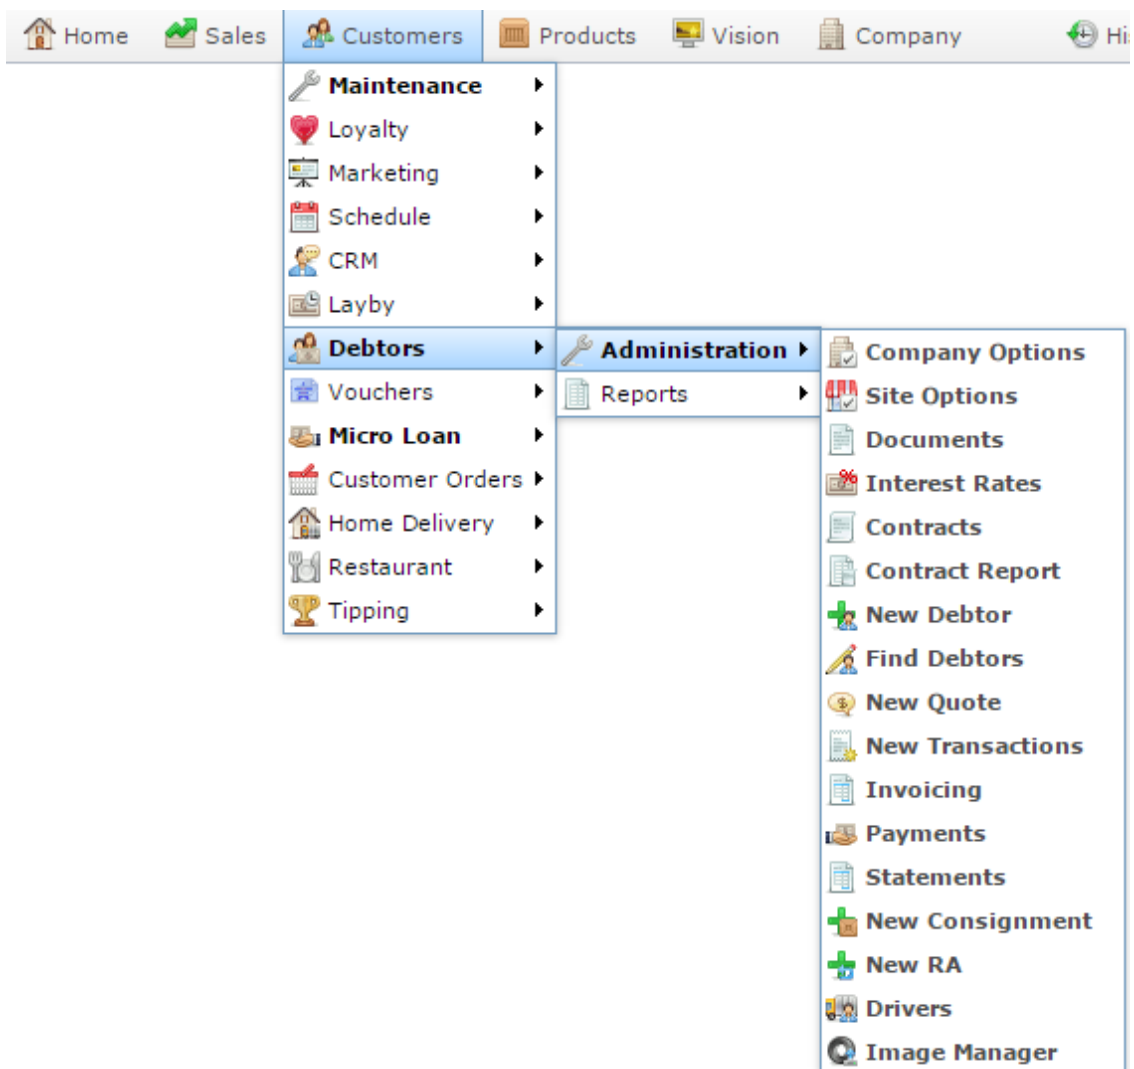 Home Sales Customers Products Vision Company Hi
Maintenance
Loyalty
Marketing
Schedule
CRM
Layby
Debtors
Vouchers
Micro Loan
Customer Orders
Home Delivery
Restaurant
Tipping
Administration
Reports
Company Options
Site Options
Documents
Interest Rates
Contracts
Contract Report
New Debtor
Find Debtors
New Quote
New Transactions
Invoicing
Payments
Statements
New Consignment
New RA
Drivers
Image Manager